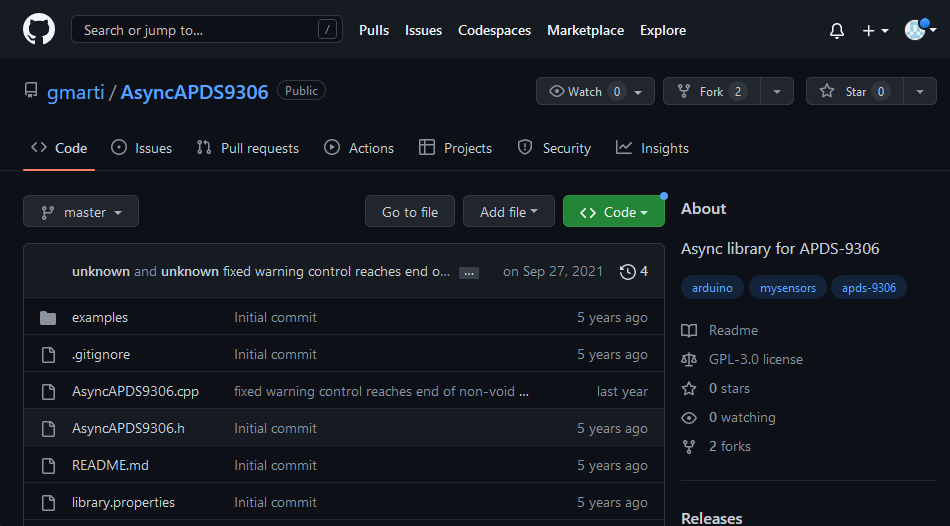 Search or jump to... /
Pulls Issues Codespaces Marketplace Explore
gmarti / AsyncAPDS9306 Public
Watch 0 Fork 2 Star 0
Code Issues Pull requests Actions Projects Security Insights
master Go to file Add file Code
unknown and unknown fixed warning control reaches end o... ... on Sep 27, 2021 4
examples Initial commit 5 years ago
.gitignore Initial commit 5 years ago
AsyncAPDS9306.cpp fixed warning control reaches end of non-void ... last year
AsyncAPDS9306.h Initial commit 5 years ago
README.md Initial commit 5 years ago
library.properties Initial commit 5 years ago
About
Async library for APDS-9306
arduino mysensors apds-9306
Readme
GPL-3.0 license
0 stars
0 watching
2 forks
Releases